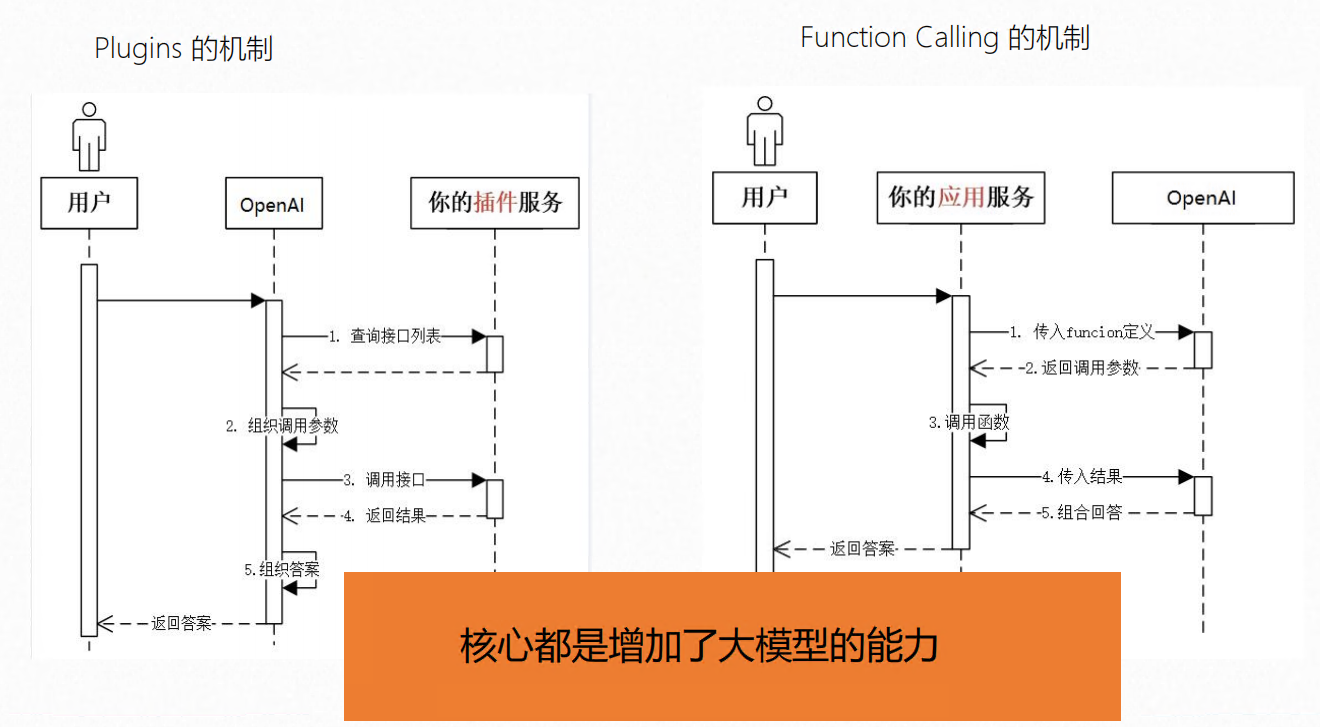 Plugins 的机制
用户
OpenAI
你的插件服务
1. 查询接口列表
2. 组织调用参数
3. 调用接口
4. 返回结果
5.组织答案
返回答案
Function Calling 的机制
用户
你的应用服务
OpenAI
1. 传入funcion定义
2.返回调用参数
3.调用函数
4.传入结果
5.组合回答
返回答案
核心都是增加了大模型的能力